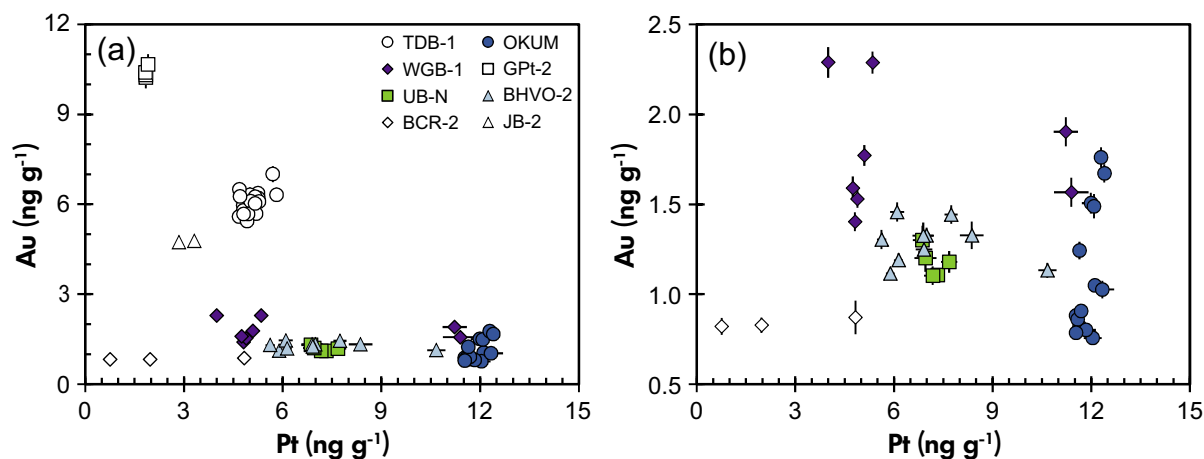 (a)
TDB-1
WGB-1
UB-N
BCR-2
OKUM
GPt-2
BHVO-2
JB-2
Au (ng g⁻¹)
12
9
6
3
0
0 3 6 9 12 15
Pt (ng g⁻¹)
(b)
Au (ng g⁻¹)
2.5
2.0
1.5
1.0
0.5
0 3 6 9 12 15
Pt (ng g⁻¹)